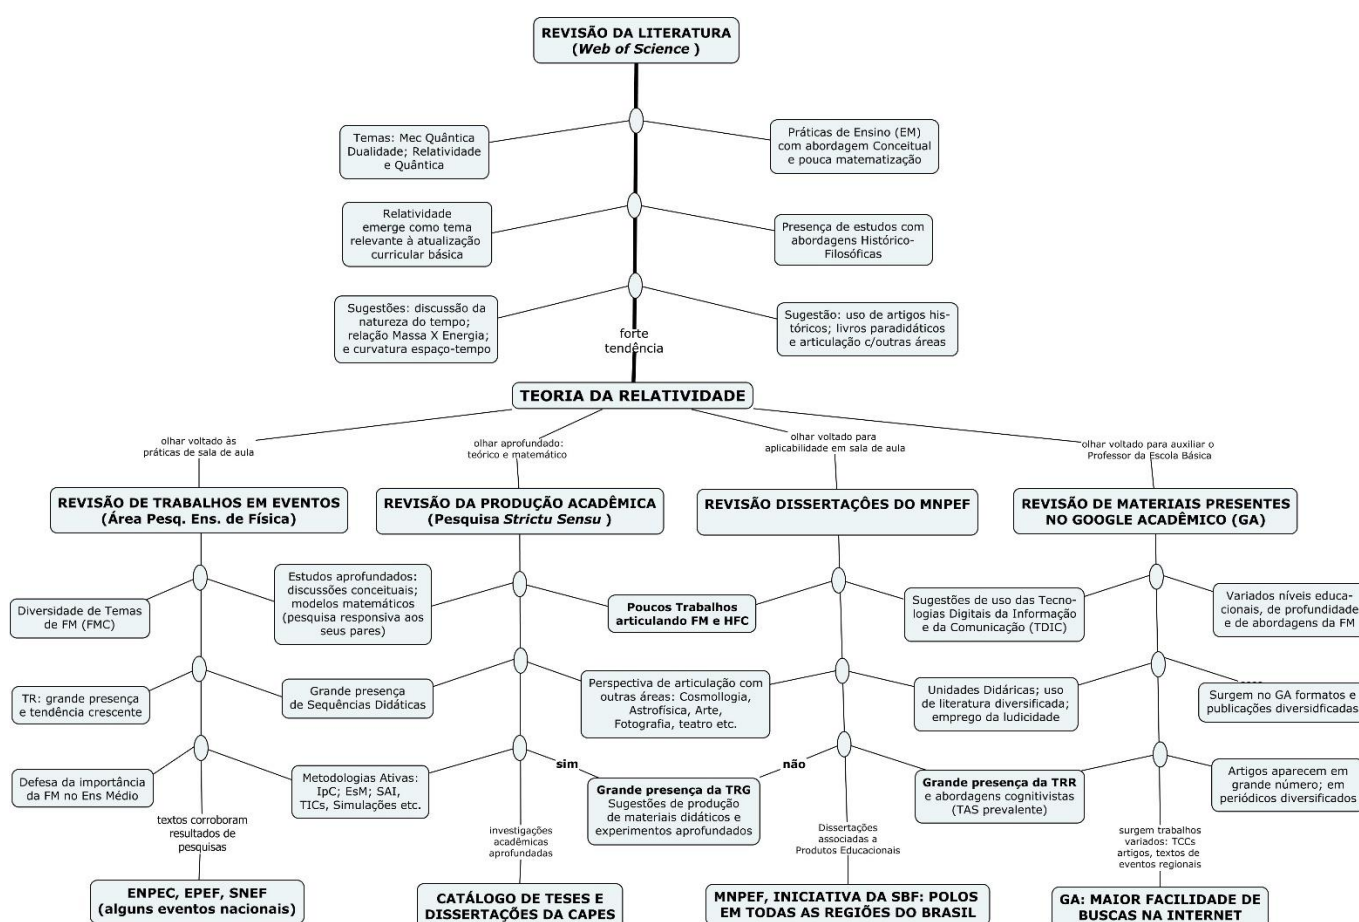 REVISÃO DA LITERATURA
(Web of Science )
Temas: Mec Quântica
Dualidade; Relatividade
e Quântica
Práticas de Ensino (EM)
com abordagem Conceitual
e pouca matematização
Relatividade
emerge como tema
relevante à atualização
curricular básica
Presença de estudos com
abordagens Histórico-
Filosóficas
Sugestões: discussão da
natureza do tempo;
relação Massa X Energia;
e curvatura espaço-tempo
Sugestão: uso de artigos his-
tóricos; livros paradidáticos
e articulação c/outras áreas
forte
tendência
TEORIA DA RELATIVIDADE
olhar voltado às
práticas de sala de aula
olhar aprofundado:
teórico e matemático
olhar voltado para
aplicabilidade em sala de aula
olhar voltado para auxiliar o
Professor da Escola Básica
REVISÃO DE TRABALHOS EM EVENTOS
(Área Pesq. Ens. de Física)
REVISÃO DA PRODUÇÃO ACADÊMICA
(Pesquisa Strictu Sensu )
REVISÃO DISSERTAÇÔES DO MNPEF
REVISÃO DE MATERIAIS PRESENTES
NO GOOGLE ACADÊMICO (GA)
Diversidade de Temas
de FM (FMC)
Estudos aprofundados:
discussões conceituais;
modelos matemáticos
(pesquisa responsiva aos
seus pares)
Poucos Trabalhos
articulando FM e HFC
Sugestões de uso das Tecno-
logias Digitais da Informação
e da Comunicação (TDIC)
Variados níveis educa-
cionais, de profundidade
e de abordagens da FM
TR: grande presença
e tendência crescente
Grande presença
de Sequências Didáticas
Perspectiva de articulação com
outras áreas: Cosmollogia,
Astrofísica, Arte,
Fotografia, teatro etc.
Unidades Didáricas; uso
de literatura diversificada;
emprego da ludicidade
Surgem no GA formatos e
publicações diversidficadas
Defesa da importância
da FM no Ens Médio
Metodologias Ativas:
IpC; EsM; SAI,
TICs, Simulações etc.
sim
não
Grande presença da TRG
Sugestões de produção
de materiais didáticos e
experimentos aprofundados
Grande presença da TRR
e abordagens cognitivistas
(TAS prevalente)
Artigos aparecem em
grande número; em
periódicos diversificados
textos corroboram
resultados de
pesquisas
investigações
acadêmicas
aprofundadas
Dissertações
associadas a
Produtos Educacionais
surgem trabalhos
variados: TCCs
artigos, textos de
eventos regionais
ENPEC, EPEF, SNEF
(alguns eventos nacionais)
CATÁLOGO DE TESES E
DISSERTAÇÕES DA CAPES
MNPEF, INICIATIVA DA SBF: POLOS
EM TODAS AS REGIÕES DO BRASIL
GA: MAIOR FACILIDADE DE
BUSCAS NA INTERNET